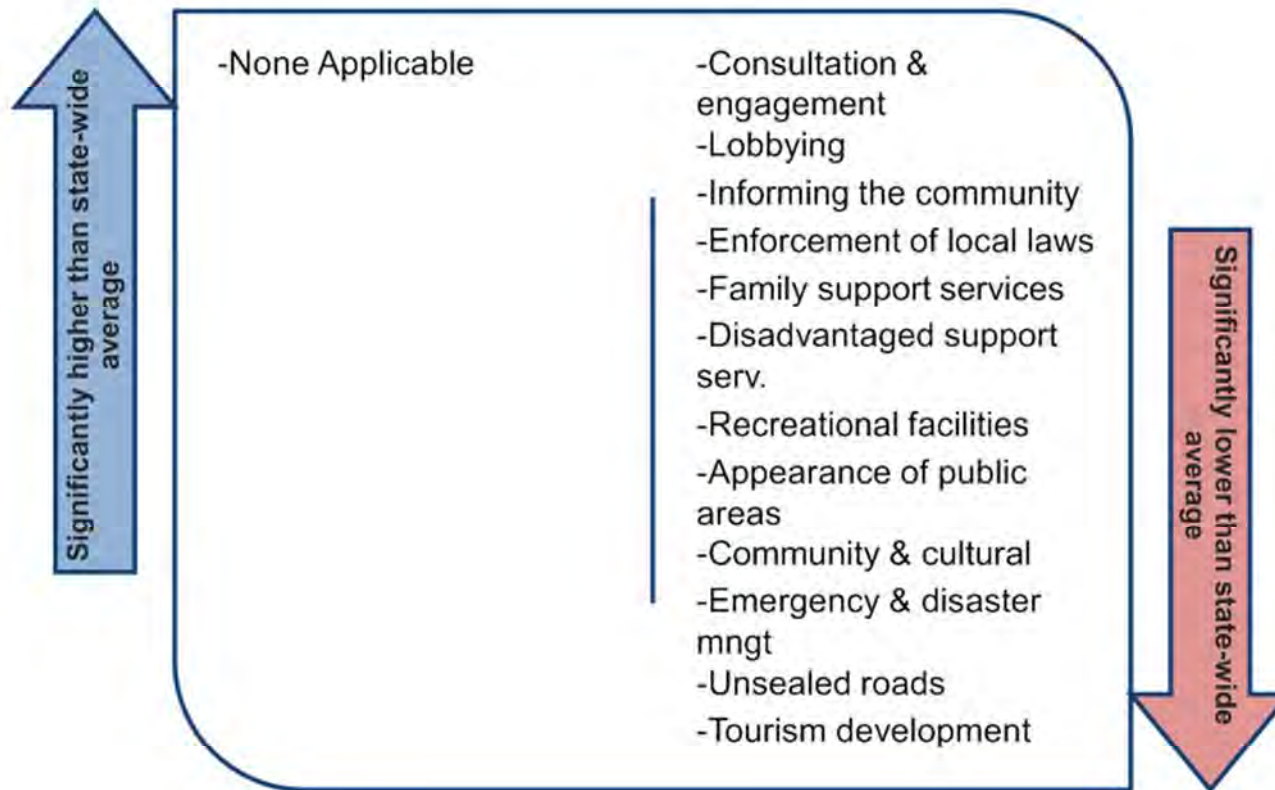 Significantly higher than state-wide
average
-None Applicable
-Consultation &
engagement
-Lobbying
-Informing the community
-Enforcement of local laws
-Family support services
-Disadvantaged support
serv.
-Recreational facilities
-Appearance of public
areas
-Community & cultural
-Emergency & disaster
mngt
-Unsealed roads
-Tourism development
Significantly lower than state-wide
average